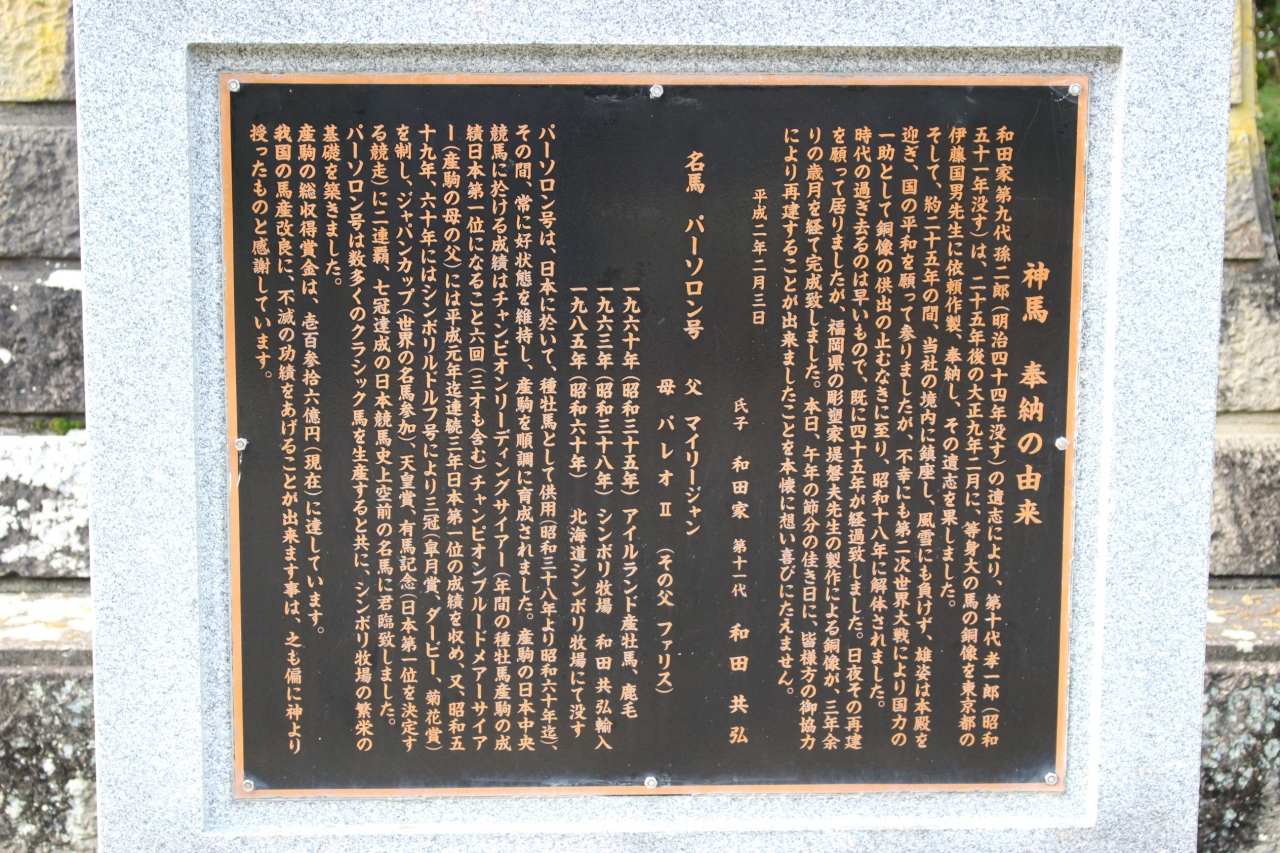 神馬　奉納の由来
和田家第九代孫二郎（明治四十四年没す）の遺志により、第十代孝一郎（昭和
五十一年没す）は、二十五年後の大正九年二月に、等身大の馬の銅像を東京都の
伊藤国男先生に依頼作製、奉納し、その遺志を果しました。
そして、約二十五年の間、当社の境内に鎮座し、風雪にも負けず、雄姿は本殿を
迎ぎ、国の平和を願って参りましたが、不幸にも第二次世界大戦により国力の
一助として銅像の供出の止むなきに至り、昭和十八年に解体されました。
時代の過ぎ去るのは早いもので、既に四十五年が経過致しました。日夜その再建
を願って居りましたが、福岡県の彫塑家堤磐夫先生の製作による銅像が、三年余
りの歳月を経て完成致しました。本日、午年の節分の佳き日に、皆様方の御協力
により再建することが出来ましたことを本懐に想い喜びにたえません。
平成二年二月三日
氏子　和田家　第十一代　和田共弘
名馬　パーソロン号　父　マイリージャン
母　パレオⅡ　（その父　ファリス）
一九六十年（昭和三十五年）アイルランド産牡馬、鹿毛
一九六三年（昭和三十八年）シンボリ牧場　和田共弘輸入
一九八五年（昭和六十年）　北海道シンボリ牧場にて没す
パーソロン号は、日本に於いて、種牡馬として供用（昭和三十八年より昭和六十年迄）、
その間、常に好状態を維持し、産駒を順調に育成されました。産駒の日本中央
競馬に於ける成績はチャンピオンリーディングサイアー（年間の種牡馬産駒の成
績日本第一位になること六回（三才も含む）チャンピオンブルードメアーサイア
ー（産駒の母の父）には平成元年迄連続三年日本第一位の成績を収め、又、昭和五
十九年、六十年にはシンボリルドルフ号により三冠（皐月賞、ダービー、菊花賞）
を制し、ジャパンカップ（世界の名馬参加）、天皇賞、有馬記念（日本第一位を決定す
る競走）に二連覇、七冠達成の日本競馬史上空前の名馬に君臨致しました。
パーソロン号は数多くのクラシック馬を生産すると共に、シンボリ牧場の繁栄の
基礎を築きました。
産駒の総収得賞金は、壱百参拾六億円（現在）に達しています。
我国の馬産改良に、不滅の功績をあげることが出来ます事は、之も偏に神より
授ったものと感謝しています。